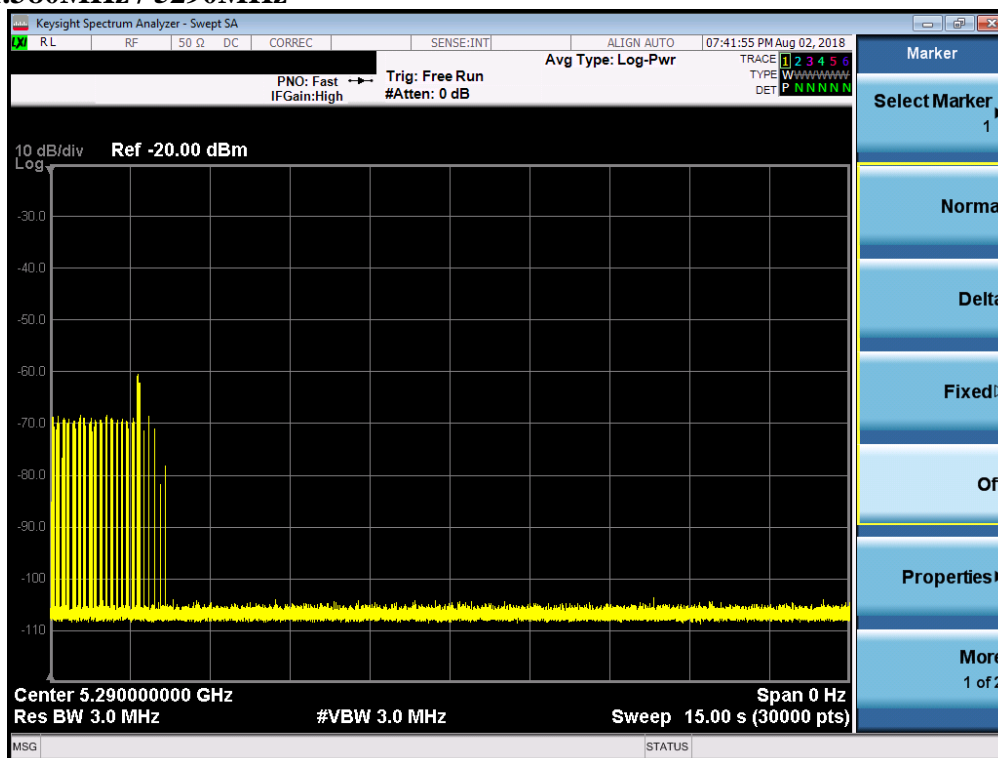 Keysight Spectrum Analyzer - Swept SA
LXI RL RF 50 Ω DC CORREC SENSE:INT ALIGN AUTO 07:41:55 PM Aug 02, 2018
PNO: Fast
IFGain:High
Trig: Free Run
#Atten: 0 dB
Avg Type: Log-Pwr
TRACE 1 2 3 4 5 6
TYPE W
DET P N N N N N
10 dB/div Ref -20.00 dBm
Log
-30.0
-40.0
-50.0
-60.0
-70.0
-80.0
-90.0
-100
-110
Center 5.290000000 GHz Span 0 Hz
Res BW 3.0 MHz #VBW 3.0 MHz Sweep 15.00 s (30000 pts)
MSG STATUS
Marker
Select Marker
1
Norma
Delta
Fixed
Of
Properties
More
1 of 2